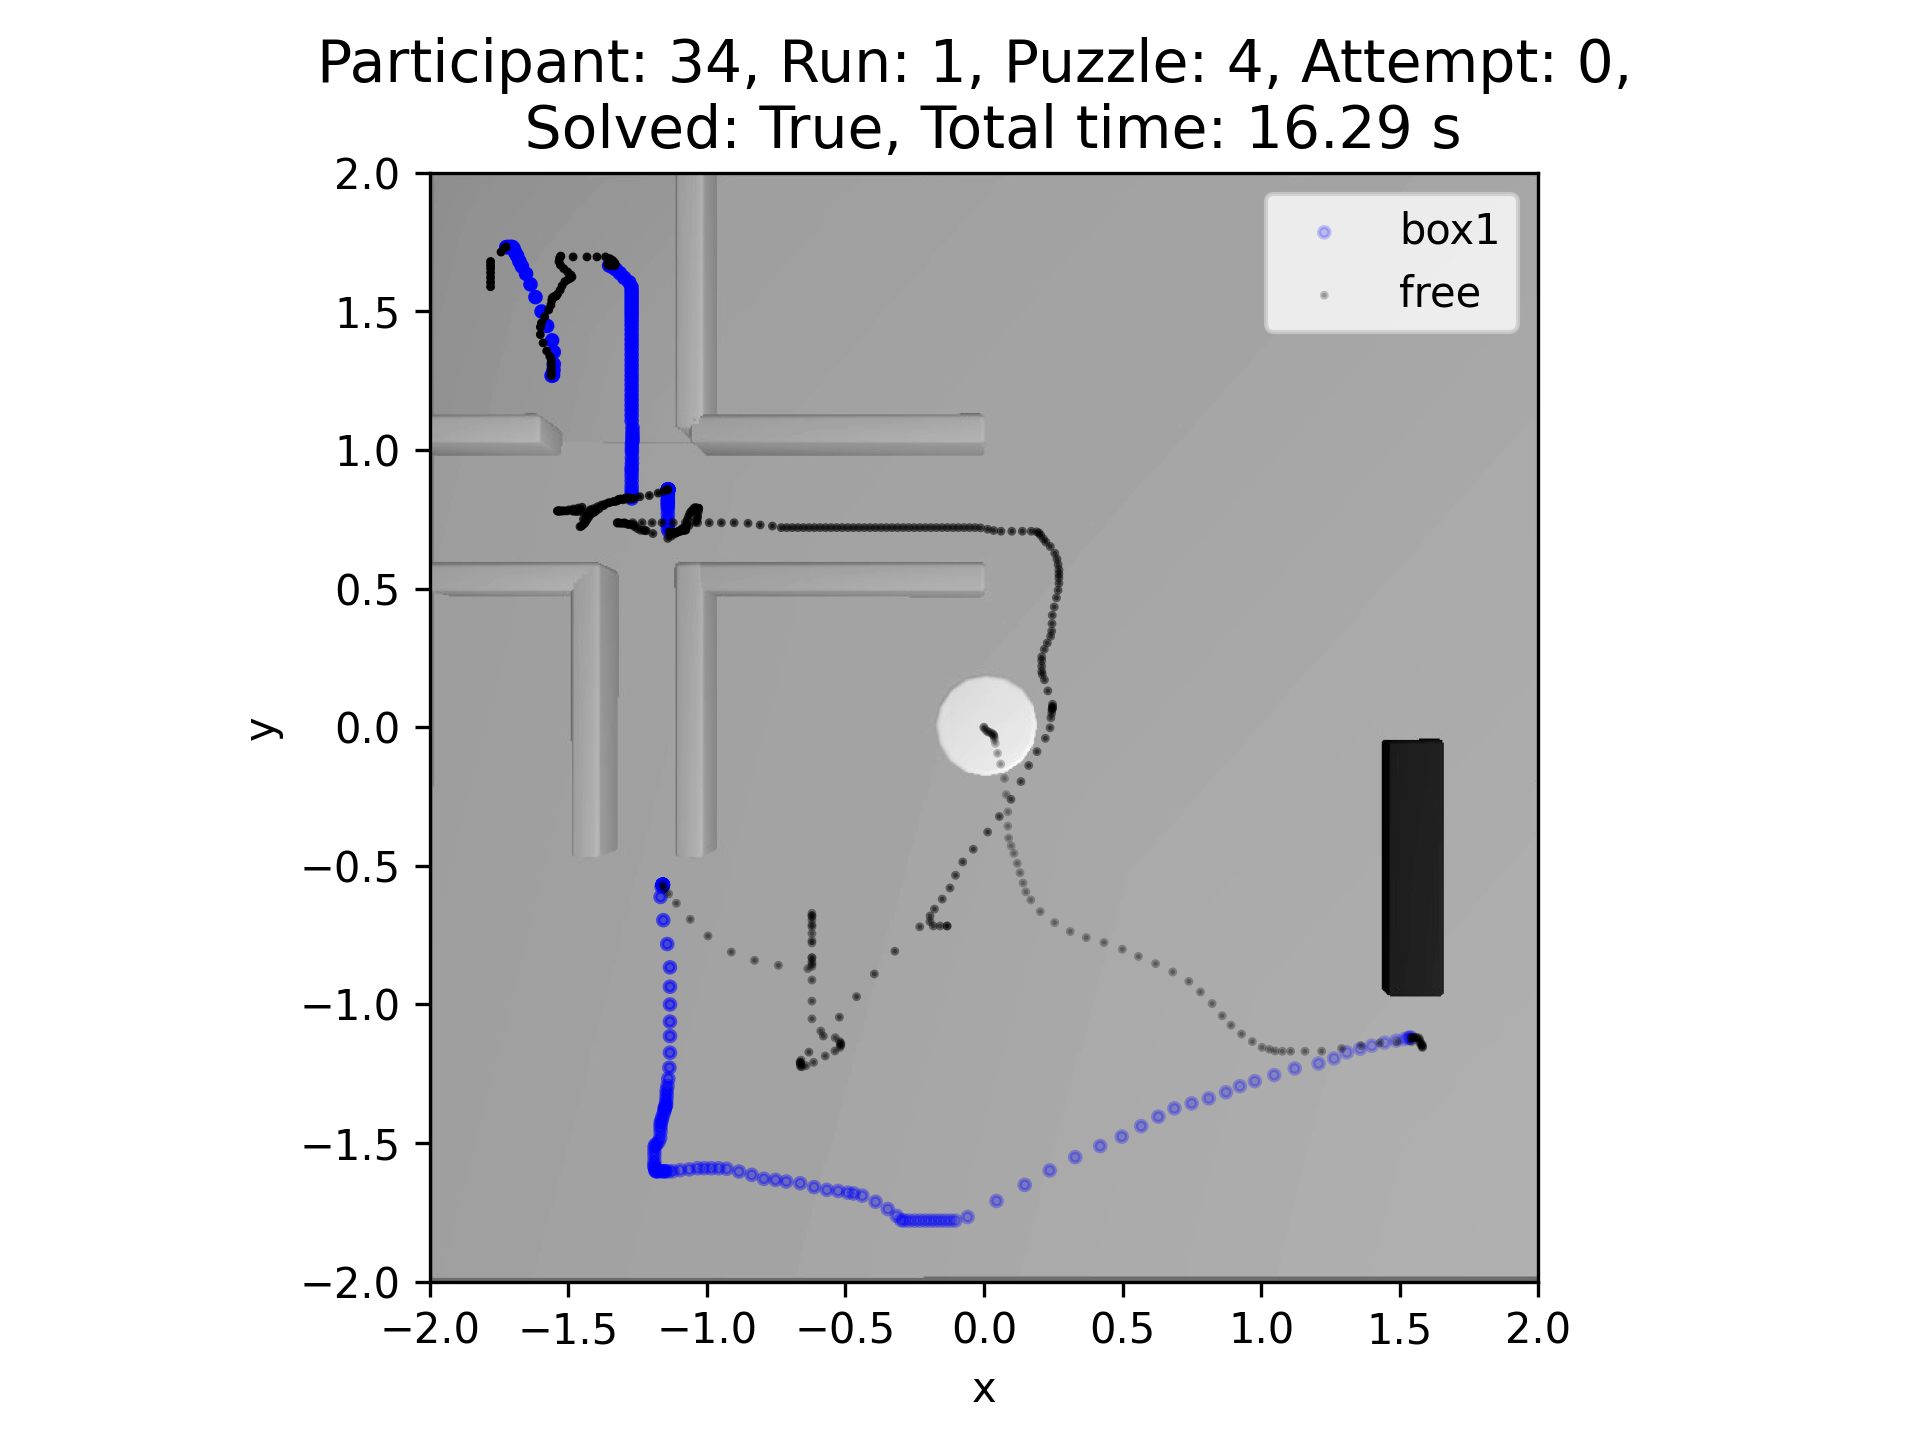 Participant: 34, Run: 1, Puzzle: 4, Attempt: 0,
Solved: True, Total time: 16.29 s
box1
free
2.0
1.5
1.0
0.5
0.0
−0.5
−1.0
−1.5
−2.0
y
−2.0 −1.5 −1.0 −0.5 0.0 0.5 1.0 1.5 2.0
x